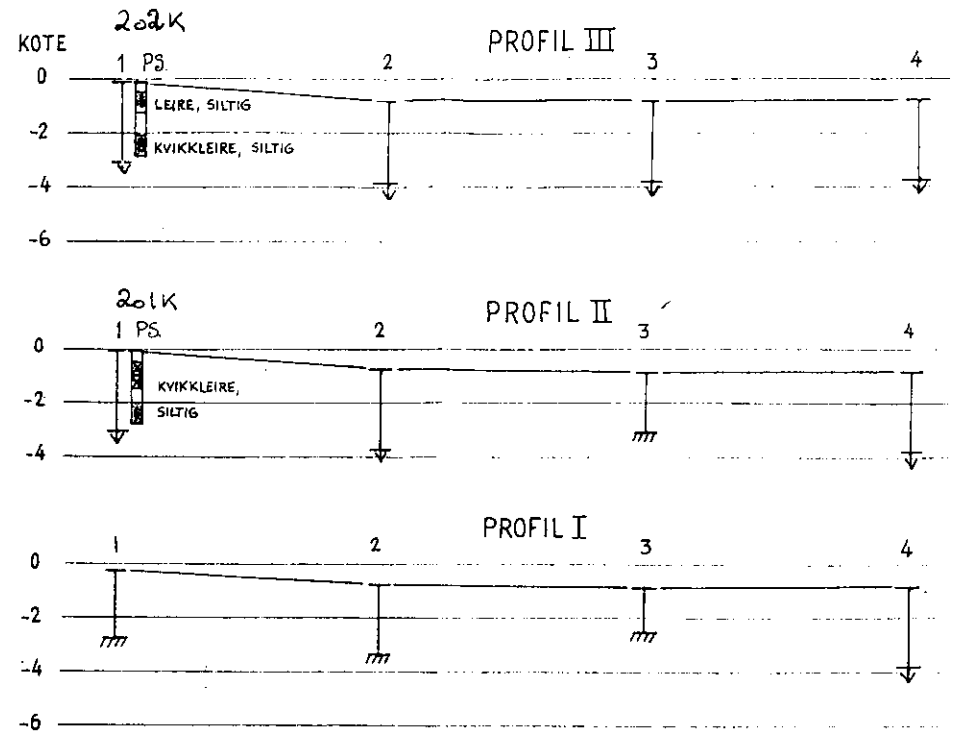 202K
KOTE
PROFIL III
1 PS. 2 3 4
0
LEIRE, SILTIG
-2
KVIKKLEIRE, SILTIG
-4
-6
201K
PROFIL II
1 PS. 2 3 4
0
KVIKKLEIRE,
-2
SILTIG
-4
PROFIL I
1 2 3 4
0
-2
-4
-6